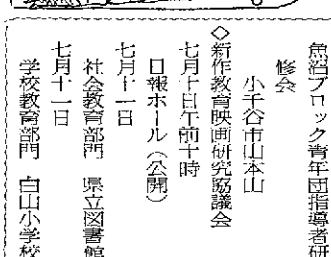 魚沼ブロック青年団指導者研
修会
小千谷市山本山
◇新作教育映画研究協議会
七月十日午前十時
日報ホール（公開）
七月十一日
社会教育部門　県立図書館
七月十一日
学校教育部門　白山小学校